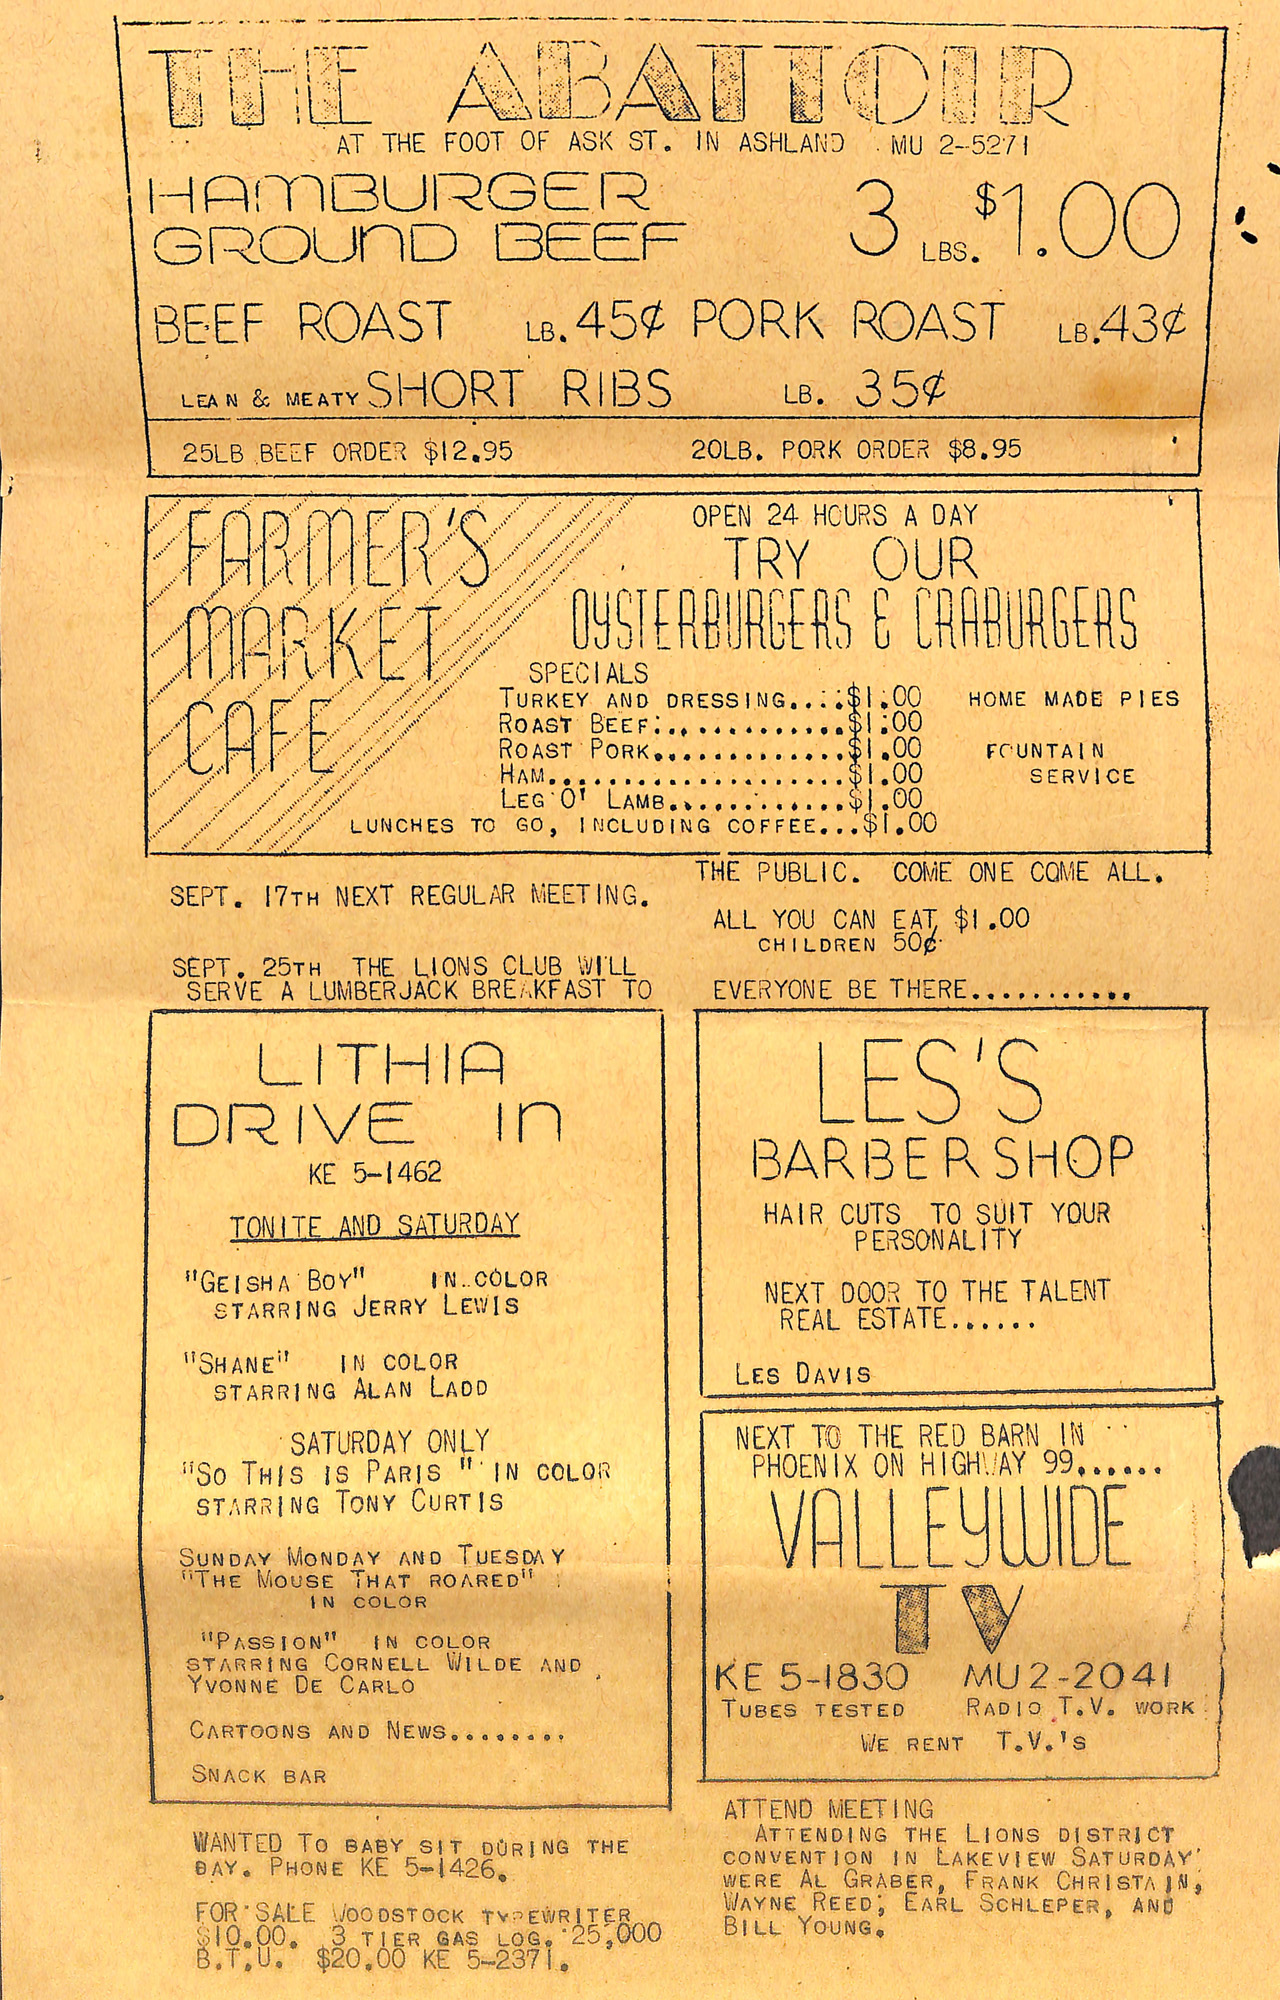 THE ABATTOIR
AT THE FOOT OF ASK ST. IN ASHLAND MU 2-5271
HAMBURGER
GROUND BEEF
3 LBS. $1.00
BEEF ROAST LB. 45¢ PORK ROAST LB. 43¢
LEAN & MEATY SHORT RIBS LB. 35¢
25LB BEEF ORDER $12.95 20LB. PORK ORDER $8.95
FARMER'S
MARKET
CAFE
OPEN 24 HOURS A DAY
TRY OUR
OYSTERBURGERS & CRABURGERS
SPECIALS
TURKEY AND DRESSING.....$1.00
ROAST BEEF..............$1.00
ROAST PORK..............$1.00
HAM.....................$1.00
LEG O' LAMB.............$1.00
LUNCHES TO GO, INCLUDING COFFEE...$1.00
HOME MADE PIES
FOUNTAIN
SERVICE
SEPT. 17TH NEXT REGULAR MEETING.
SEPT. 25TH THE LIONS CLUB WILL
SERVE A LUMBERJACK BREAKFAST TO
THE PUBLIC. COME ONE COME ALL.
ALL YOU CAN EAT $1.00
CHILDREN 50¢
EVERYONE BE THERE............
LITHIA
DRIVE In
KE 5-1462
TONITE AND SATURDAY
"GEISHA BOY" IN COLOR
STARRING JERRY LEWIS
"SHANE" IN COLOR
STARRING ALAN LADD
SATURDAY ONLY
"SO THIS IS PARIS " IN COLOR
STARRING TONY CURTIS
SUNDAY MONDAY AND TUESDAY
"THE MOUSE THAT ROARED"
IN COLOR
"PASSION" IN COLOR
STARRING CORNELL WILDE AND
YVONNE DE CARLO
CARTOONS AND NEWS........
SNACK BAR
LES'S
BARBER SHOP
HAIR CUTS TO SUIT YOUR
PERSONALITY
NEXT DOOR TO THE TALENT
REAL ESTATE......
LES DAVIS
NEXT TO THE RED BARN IN
PHOENIX ON HIGHWAY 99......
VALLEYWIDE
TV
KE 5-1830 MU2-2041
TUBES TESTED RADIO T.V. WORK
WE RENT T.V.'S
WANTED TO BABY SIT DURING THE
DAY. PHONE KE 5-1426.
FOR SALE WOODSTOCK TYPEWRITER
$10.00. 3 TIER GAS LOG. 25,000
B.T.U. $20.00 KE 5-2371.
ATTEND MEETING
ATTENDING THE LIONS DISTRICT
CONVENTION IN LAKEVIEW SATURDAY
WERE AL GRABER, FRANK CHRISTAIN,
WAYNE REED, EARL SCHLEPER, AND
BILL YOUNG.